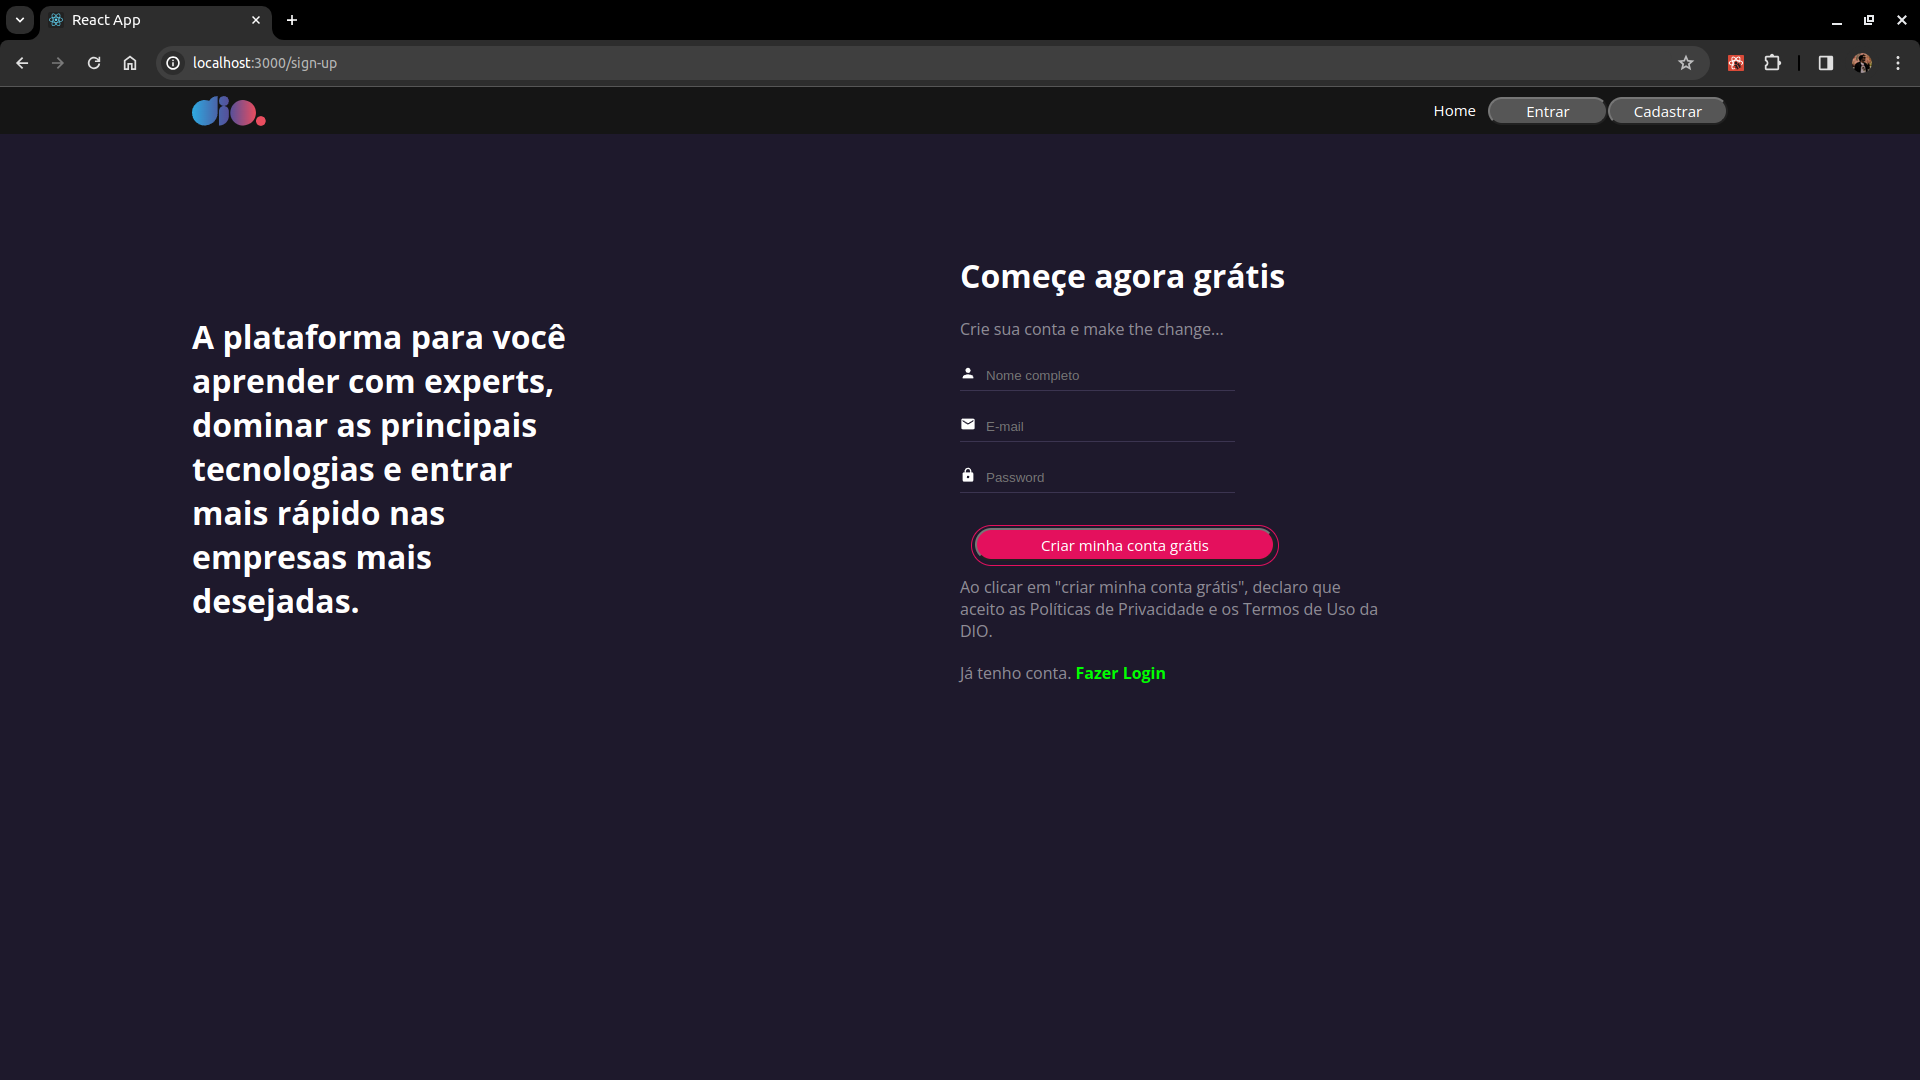 React App
localhost:3000/sign-up
dio.
Home
Entrar
Cadastrar
A plataforma para você
aprender com experts,
dominar as principais
tecnologias e entrar
mais rápido nas
empresas mais
desejadas.
Começe agora grátis
Crie sua conta e make the change...
Nome completo
E-mail
Password
Criar minha conta grátis
Ao clicar em "criar minha conta grátis", declaro que
aceito as Políticas de Privacidade e os Termos de Uso da
DIO.
Já tenho conta. Fazer Login